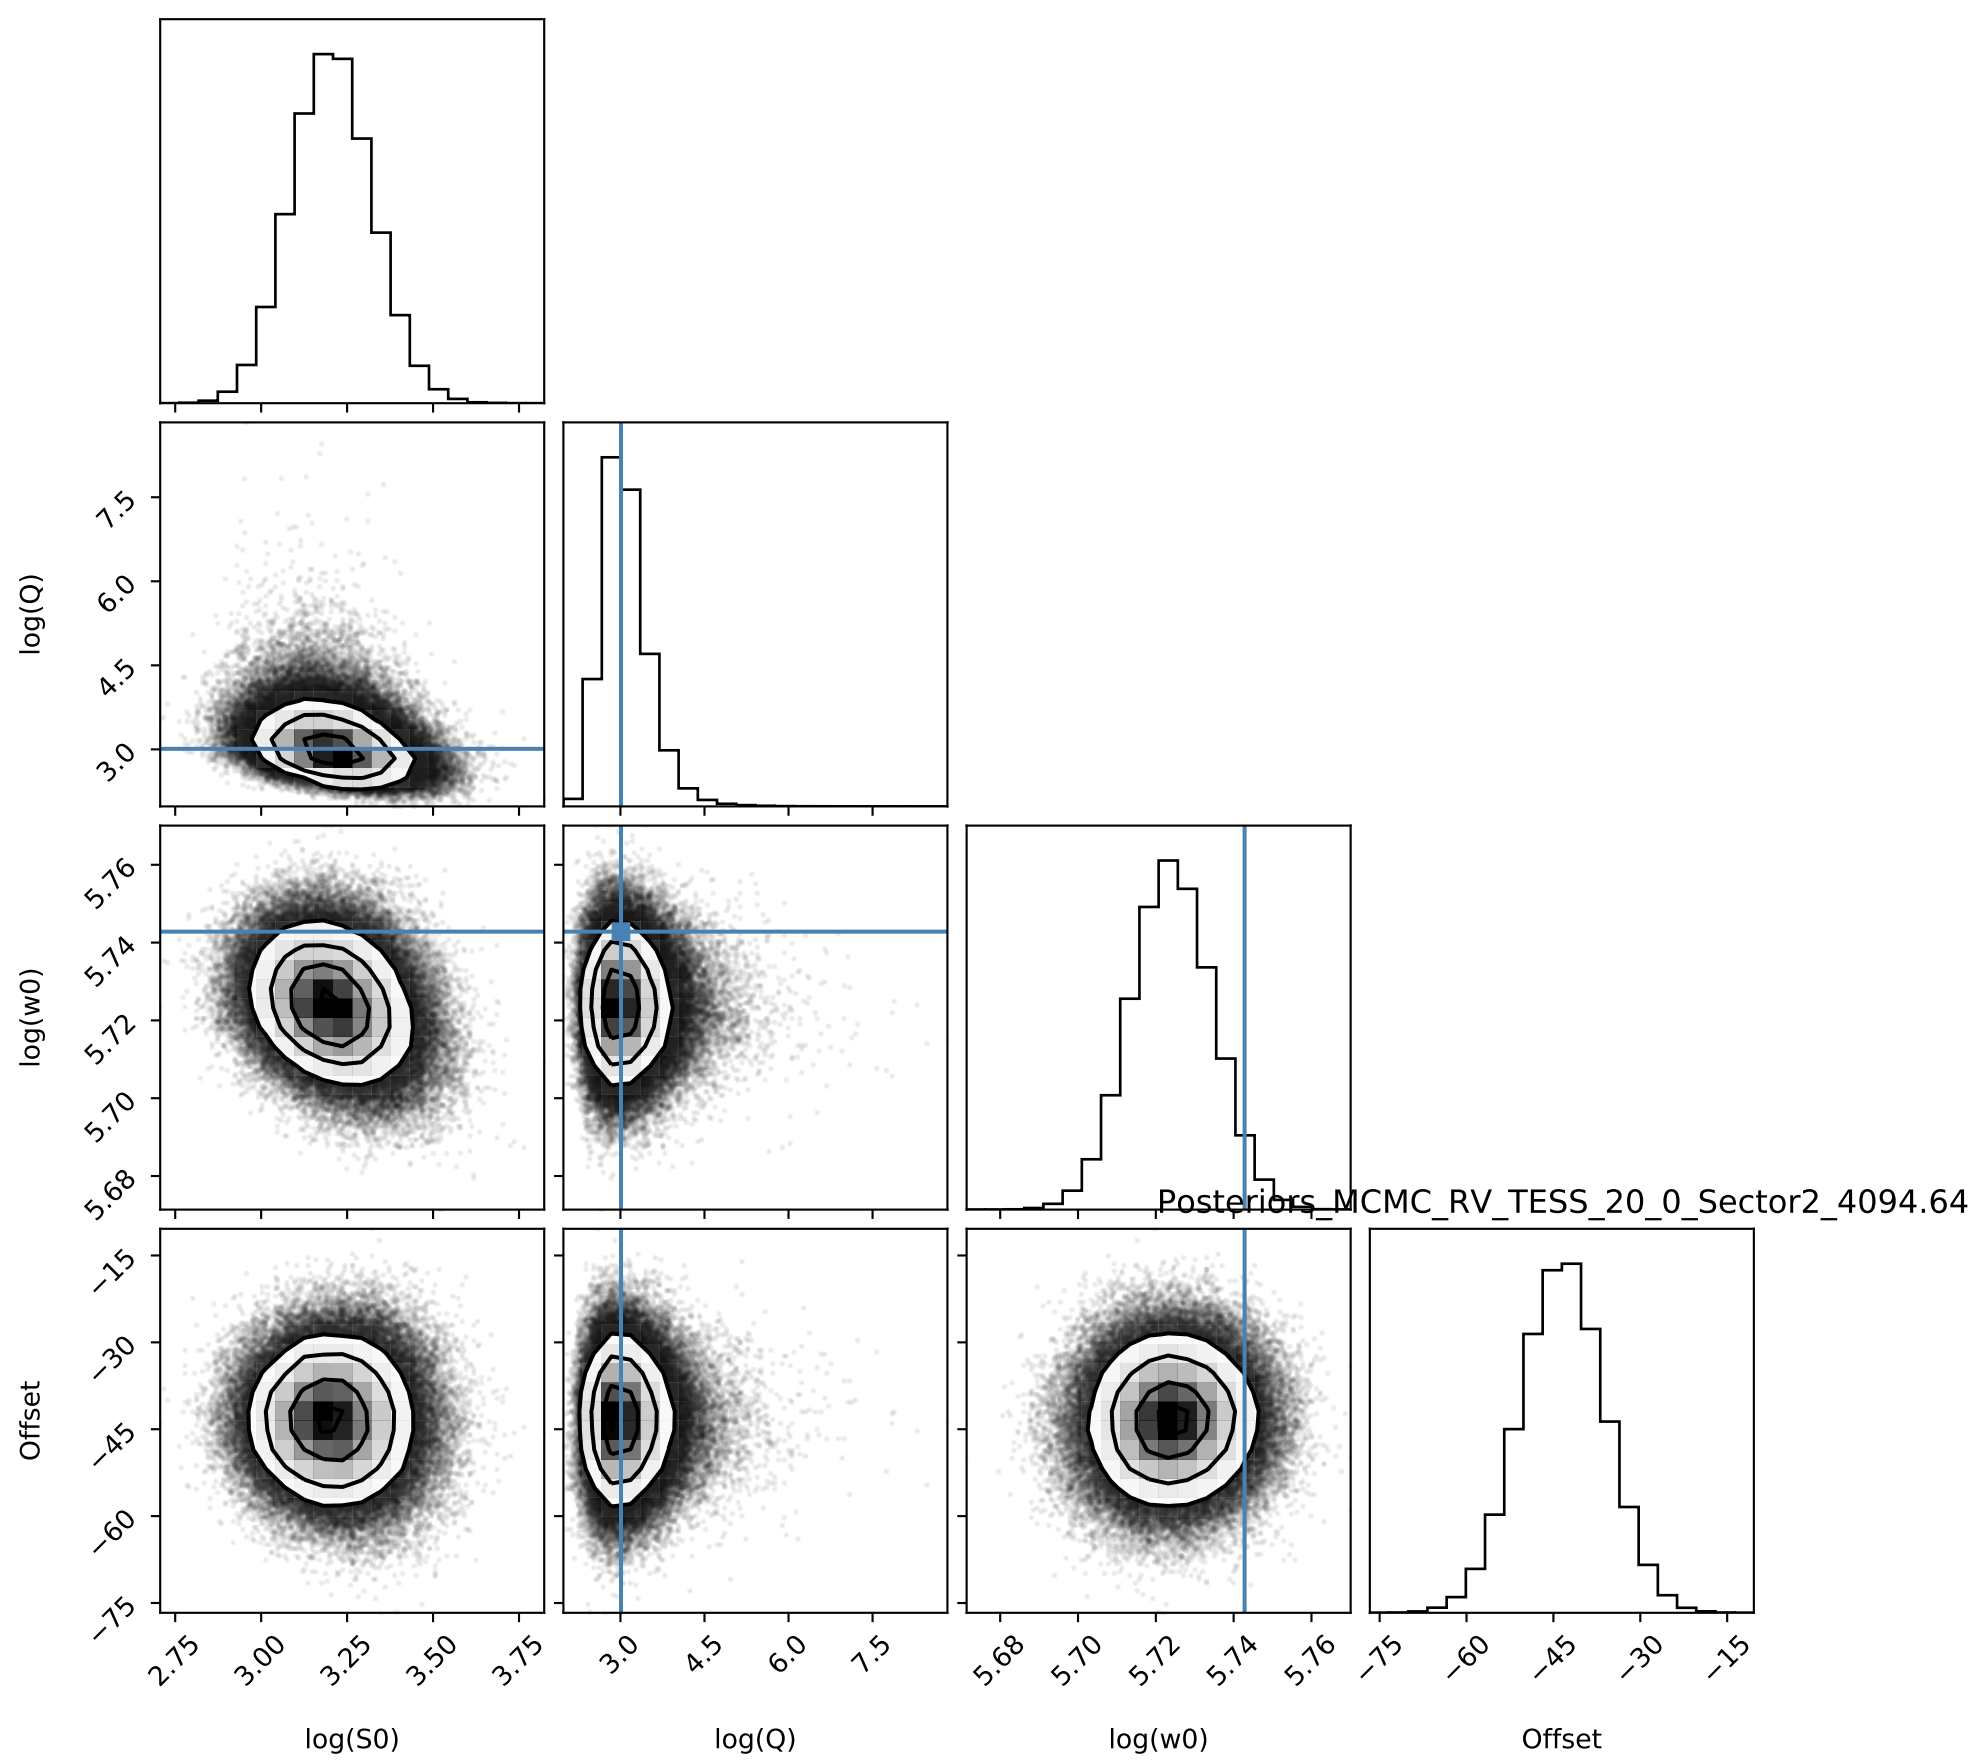 log(Q)
7.5
6.0
4.5
3.0
log(w0)
5.76
5.74
5.72
5.70
5.68
Posteriors_MCMC_RV_TESS_20_0_Sector2_4094.64
Offset
−15
−30
−45
−60
−75
2.75 3.00 3.25 3.50 3.75
3.0 4.5 6.0 7.5
5.68 5.70 5.72 5.74 5.76
−75 −60 −45 −30 −15
log(S0) log(Q) log(w0) Offset